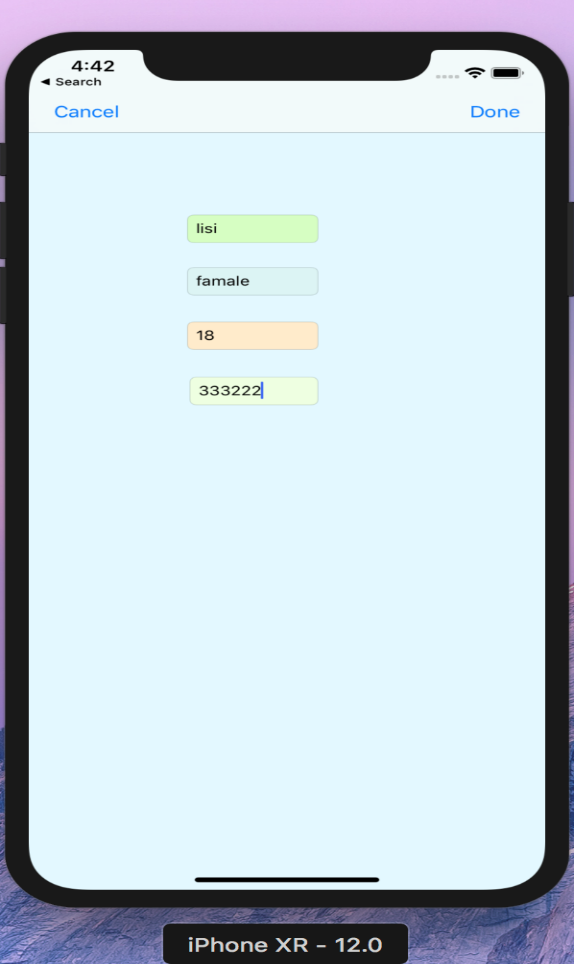 4:42
◀ Search
Cancel Done
lisi
famale
18
333222
iPhone XR - 12.0